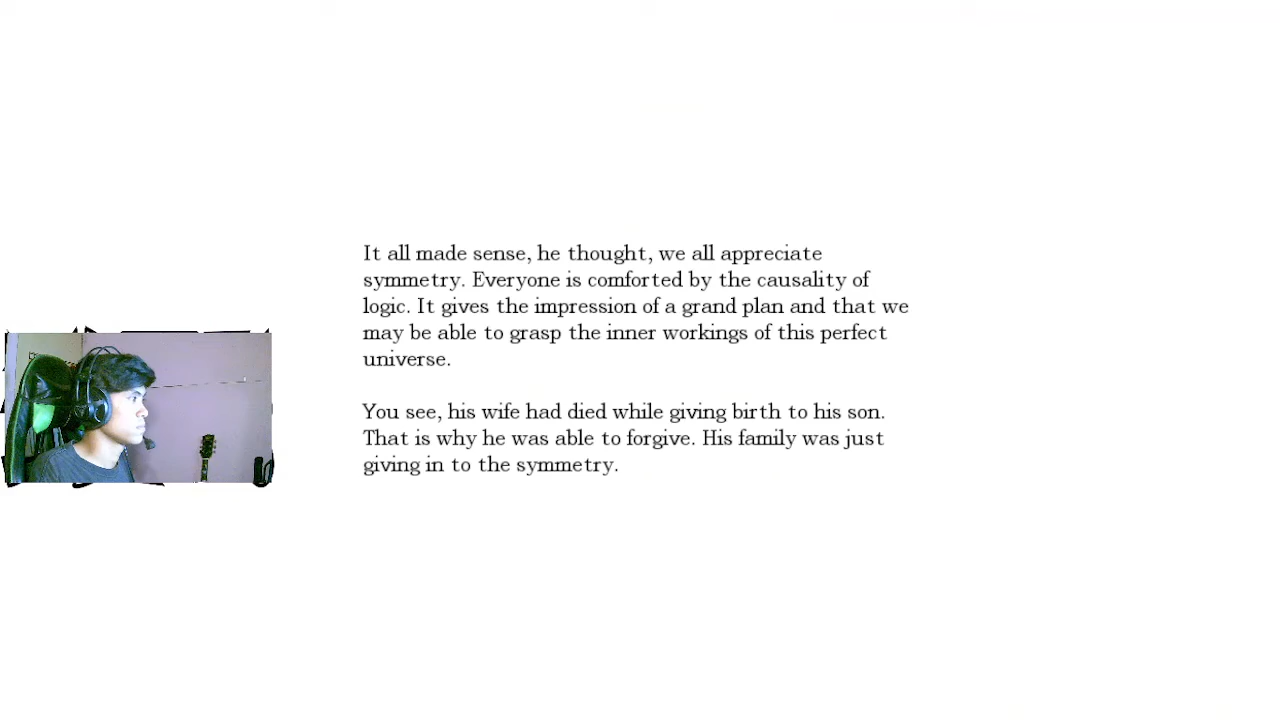 It all made sense, he thought, we all appreciate
symmetry. Everyone is comforted by the causality of
logic. It gives the impression of a grand plan and that we
may be able to grasp the inner workings of this perfect
universe.
You see, his wife had died while giving birth to his son.
That is why he was able to forgive. His family was just
giving in to the symmetry.